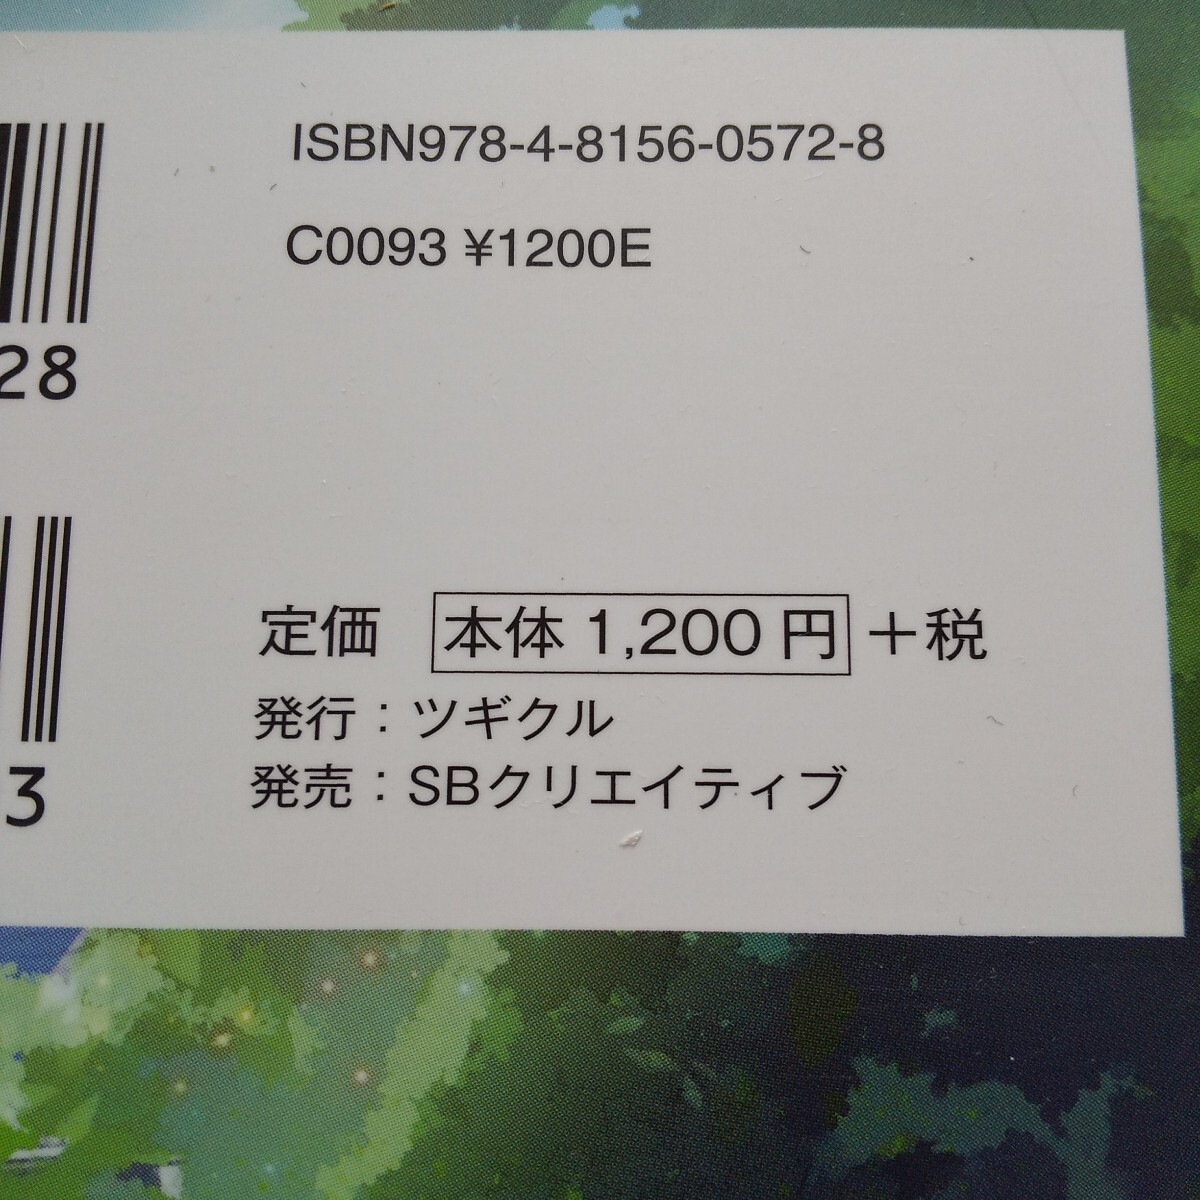 ISBN978-4-8156-0572-8
C0093 ¥1200E
28
定価 本体 1,200 円 +税
発行：ツギクル
発売：SBクリエイティブ
3